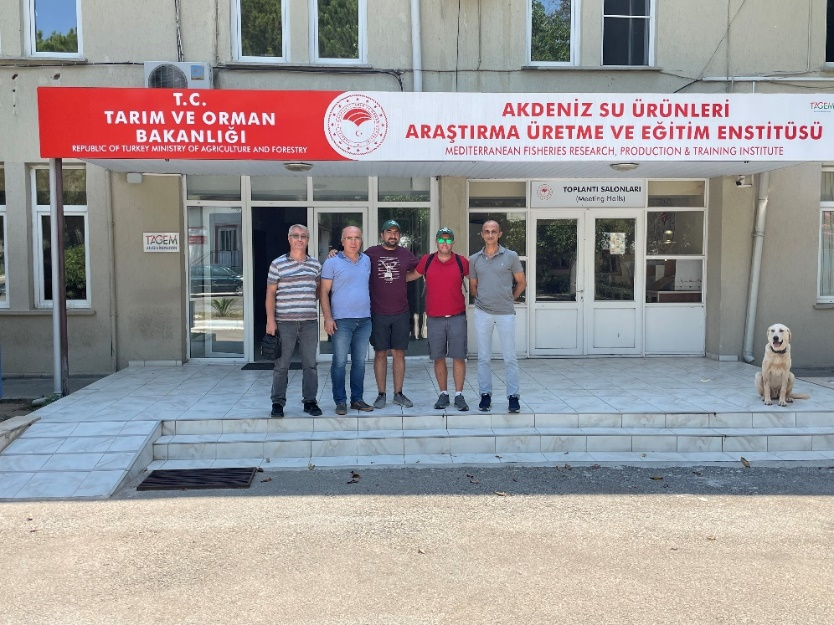 T.C.
TARIM VE ORMAN
BAKANLIĞI
REPUBLIC OF TURKEY MINISTRY OF AGRICULTURE AND FORESTRY
AKDENİZ SU ÜRÜNLERİ
ARAŞTIRMA ÜRETME VE EĞİTİM ENSTİTÜSÜ
MEDITERRANEAN FISHERIES RESEARCH, PRODUCTION & TRAINING INSTITUTE
TAGEM
TOPLANTI SALONLARI
(Meeting Halls)
TAGEM